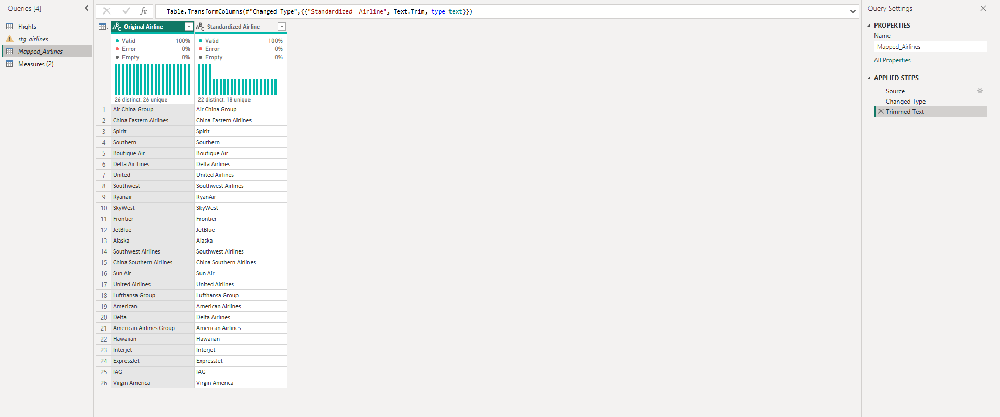 Queries [4]
Flights
stg_airlines
Mapped_Airlines
Measures (2)
fx = Table.TransformColumns(#"Changed Type",{{"Standardized  Airline", Text.Trim, type text}})
ABC Original Airline ABC Standardized Airline
Valid 100% Valid 100%
Error 0% Error 0%
Empty 0% Empty 0%
26 distinct, 26 unique 22 distinct, 18 unique
1 Air China Group Air China Group
2 China Eastern Airlines China Eastern Airlines
3 Spirit Spirit
4 Southern Southern
5 Boutique Air Boutique Air
6 Delta Air Lines Delta Airlines
7 United United Airlines
8 Southwest Southwest Airlines
9 Ryanair RyanAir
10 SkyWest SkyWest
11 Frontier Frontier
12 JetBlue JetBlue
13 Alaska Alaska
14 Southwest Airlines Southwest Airlines
15 China Southern Airlines China Southern Airlines
16 Sun Air Sun Air
17 United Airlines United Airlines
18 Lufthansa Group Lufthansa Group
19 American American Airlines
20 Delta Delta Airlines
21 American Airlines Group American Airlines
22 Hawaiian Hawaiian
23 Interjet Interjet
24 ExpressJet ExpressJet
25 IAG IAG
26 Virgin America Virgin America
Query Settings
PROPERTIES
Name
Mapped_Airlines
All Properties
APPLIED STEPS
Source
Changed Type
Trimmed Text